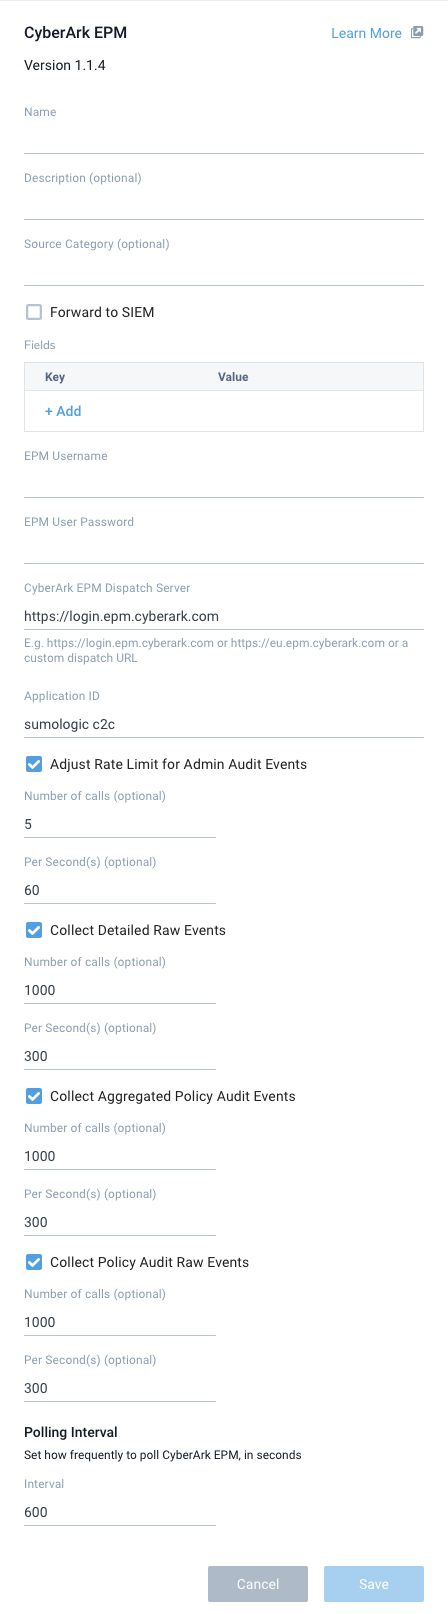 CyberArk EPM
Learn More
Version 1.1.4
Name
Description (optional)
Source Category (optional)
Forward to SIEM
Fields
Key Value
+ Add
EPM Username
EPM User Password
CyberArk EPM Dispatch Server
https://login.epm.cyberark.com
E.g. https://login.epm.cyberark.com or https://eu.epm.cyberark.com or a
custom dispatch URL
Application ID
sumologic c2c
Adjust Rate Limit for Admin Audit Events
Number of calls (optional)
5
Per Second(s) (optional)
60
Collect Detailed Raw Events
Number of calls (optional)
1000
Per Second(s) (optional)
300
Collect Aggregated Policy Audit Events
Number of calls (optional)
1000
Per Second(s) (optional)
300
Collect Policy Audit Raw Events
Number of calls (optional)
1000
Per Second(s) (optional)
300
Polling Interval
Set how frequently to poll CyberArk EPM, in seconds
Interval
600
Cancel Save